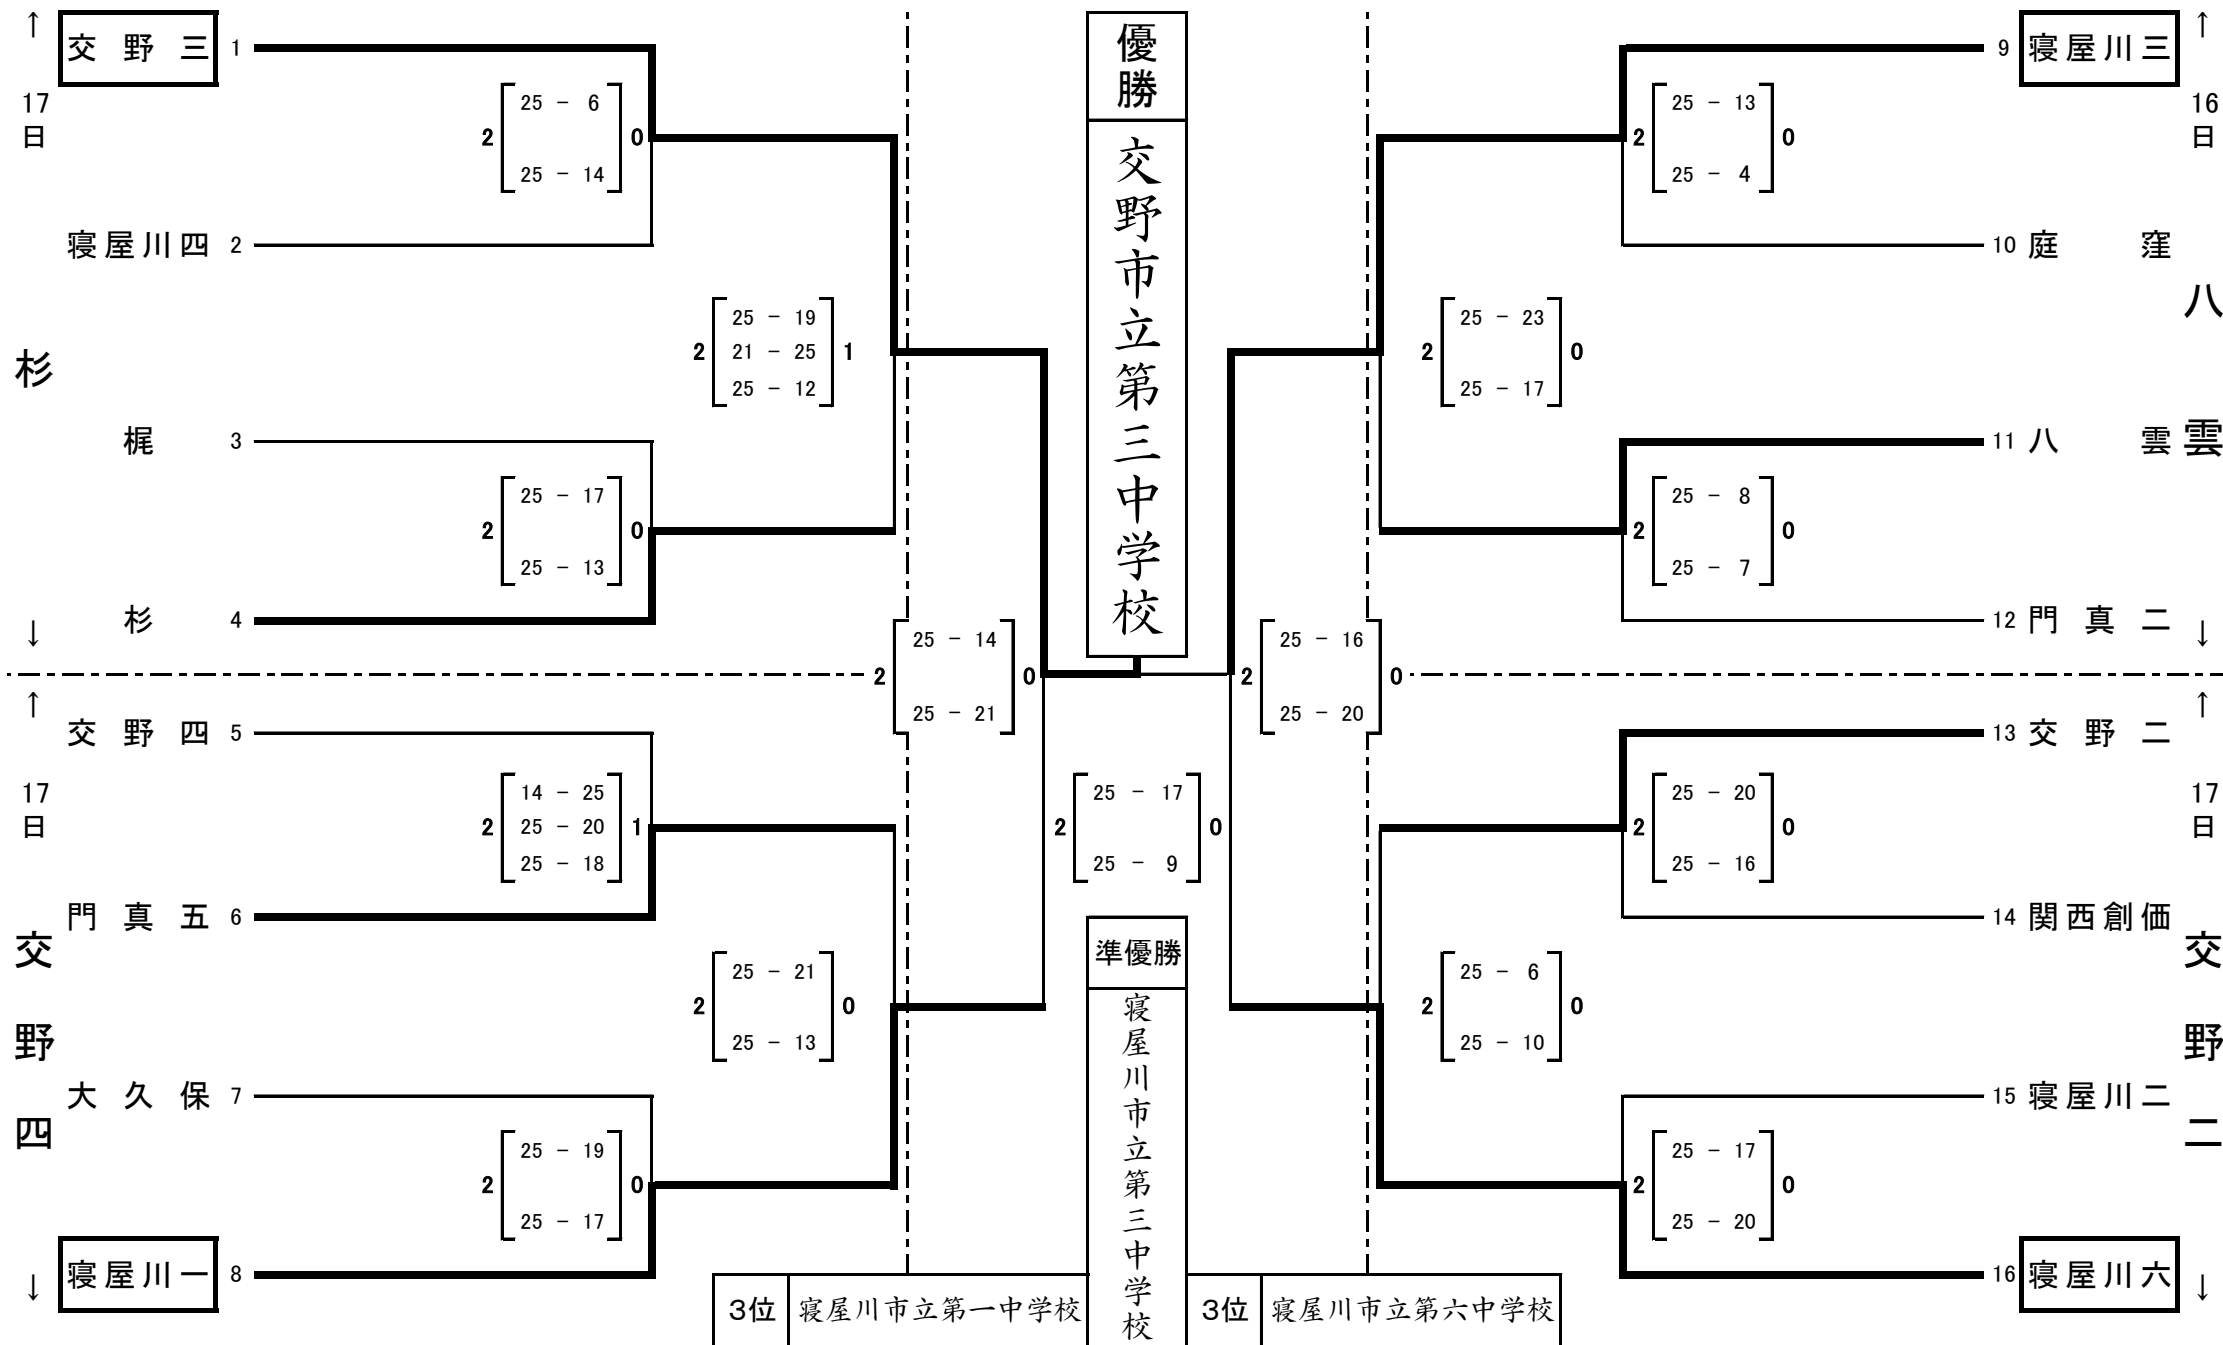 ↑
17
日
杉
↓
↑
17
日
交
野
四
↓
交野三 1
寝屋川四 2
梶 3
杉 4
交野四 5
門真五 6
大久保 7
寝屋川一 8
2 25 - 6 0
25 - 14
2 25 - 17 0
25 - 13
14 - 25
2 25 - 20 1
25 - 18
2 25 - 19 0
25 - 17
25 - 19
2 21 - 25 1
25 - 12
2 25 - 21 0
25 - 13
2 25 - 14 0
25 - 21
優勝
交野市立第三中学校
2 25 - 17 0
25 - 9
準優勝
寝屋川市立第三中学校
3位 寝屋川市立第一中学校
3位 寝屋川市立第六中学校
2 25 - 16 0
25 - 20
2 25 - 23 0
25 - 17
2 25 - 6 0
25 - 10
2 25 - 13 0
25 - 4
2 25 - 8 0
25 - 7
2 25 - 20 0
25 - 16
2 25 - 17 0
25 - 20
9 寝屋川三
10 庭窪
11 八雲
12 門真二
13 交野二
14 関西創価
15 寝屋川二
16 寝屋川六
↑
16
日
八
雲
↓
↑
17
日
交
野
二
↓